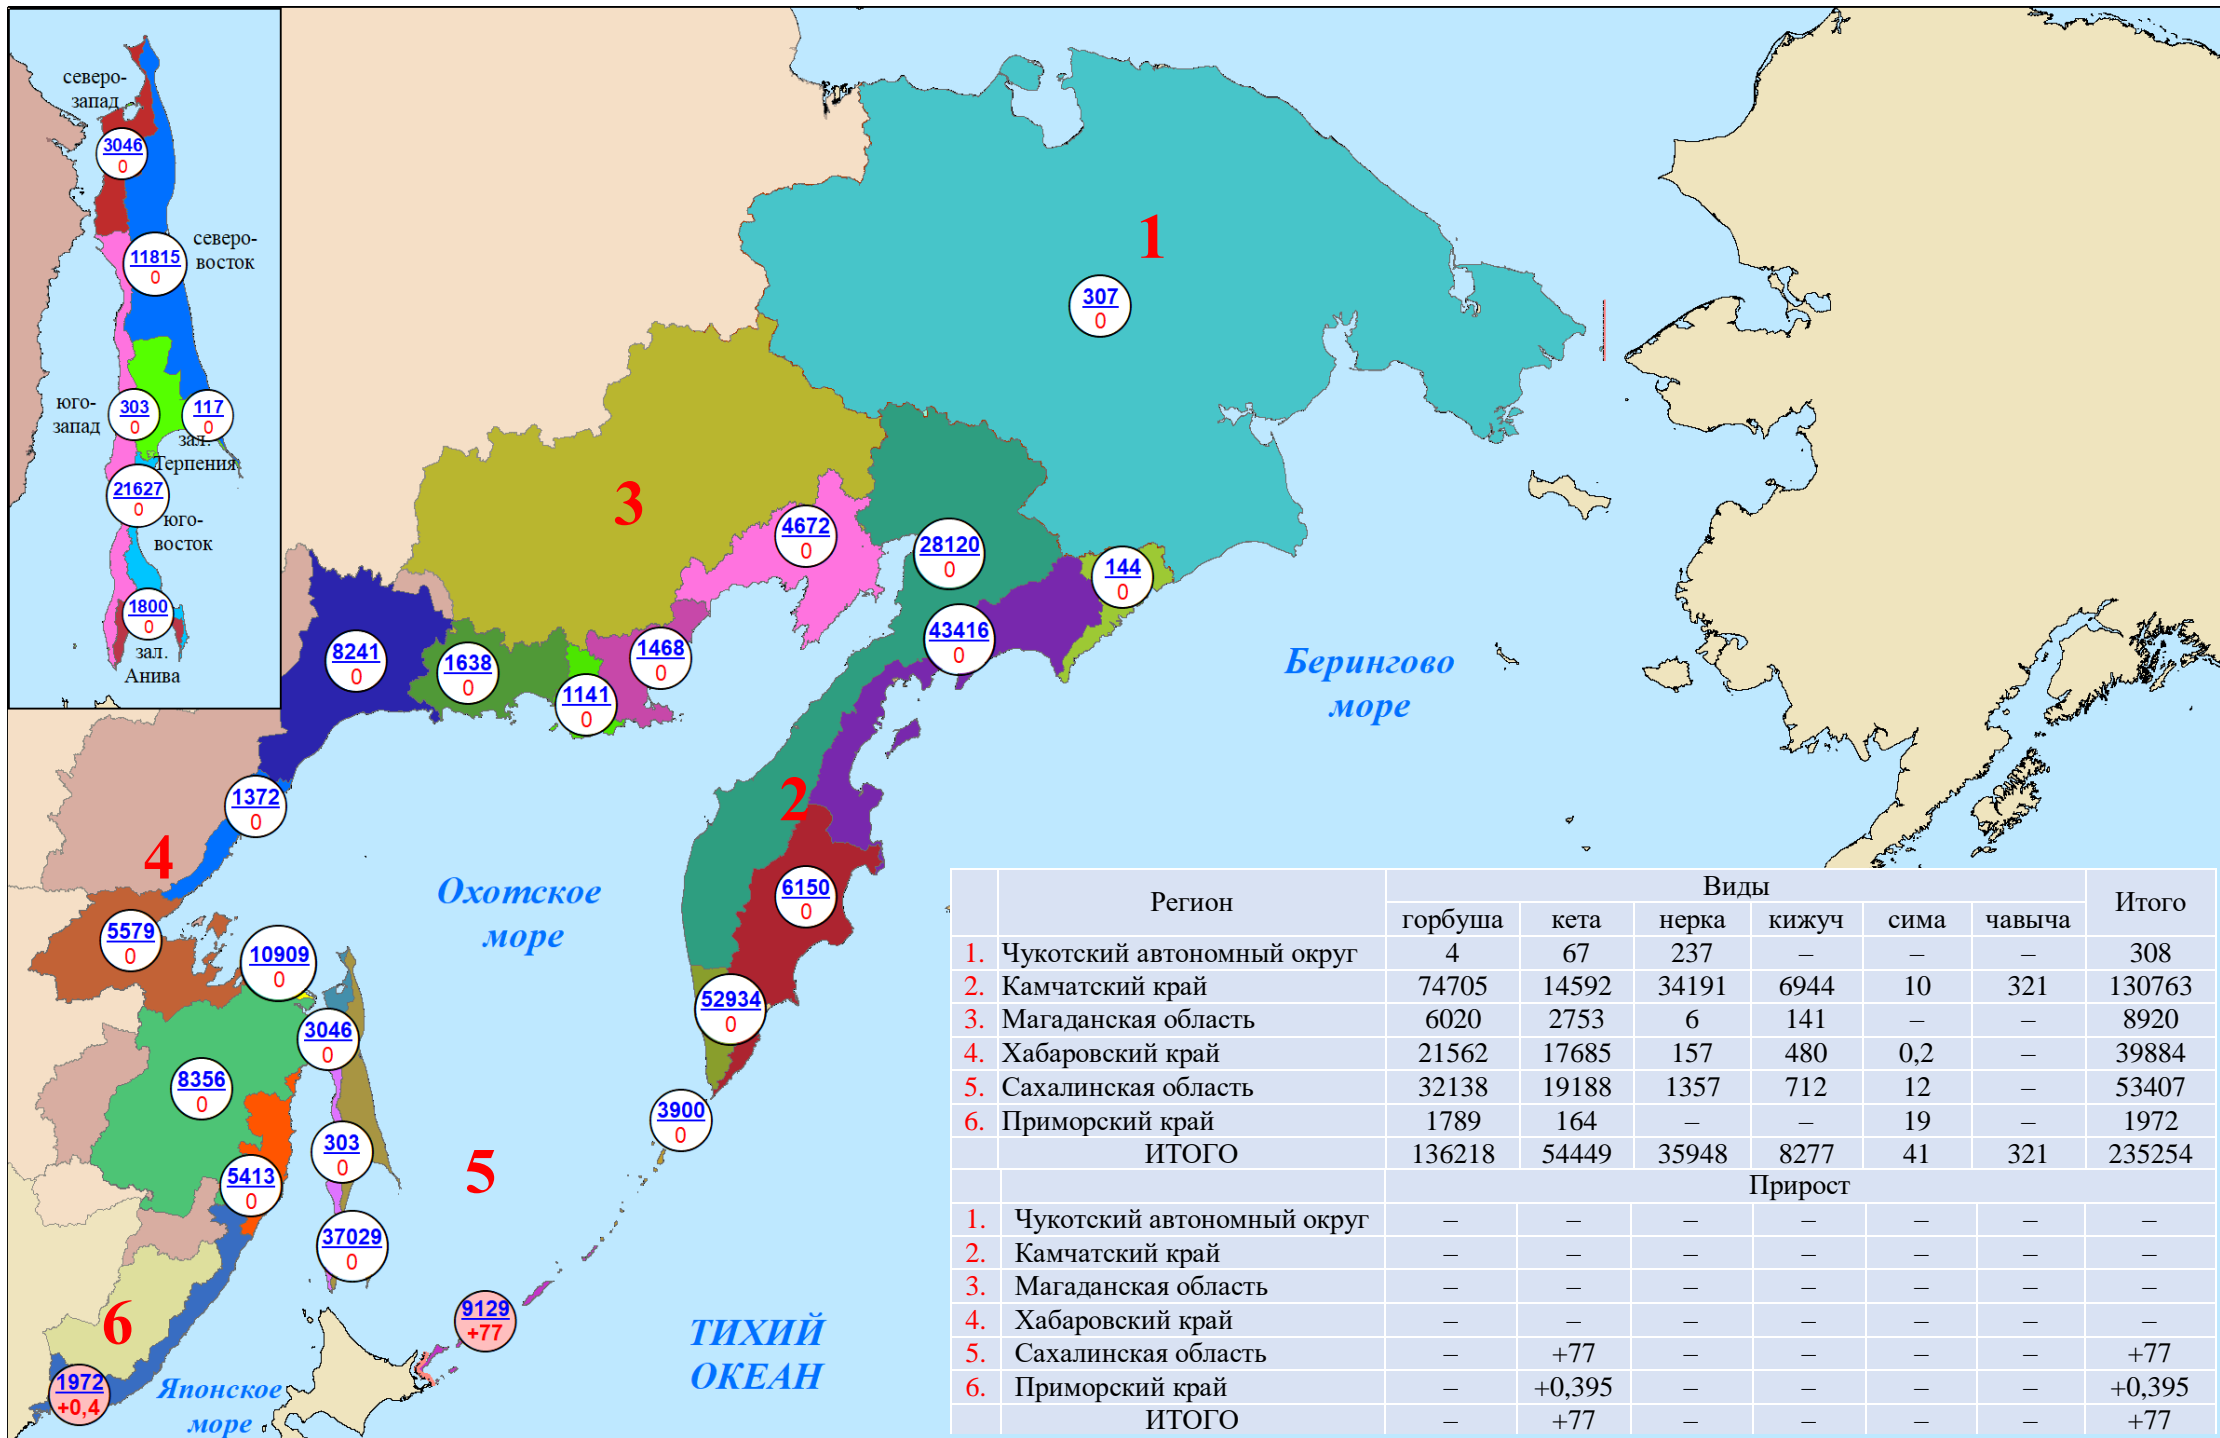 северо-
запад
3046
0
северо-
восток
11815
0
юго-
запад
303
0
117
0
зал.
Терпения
21627
0
юго-
восток
1800
0
зал.
Анива
1
307
0
3
4672
0
28120
0
144
0
43416
0
8241
0
1638
0
1141
0
1468
0
Берингово
море
1372
0
4
2
Охотское
море
6150
0
5579
0
10909
0
52934
0
3046
0
8356
0
3900
0
303
0
5
5413
0
37029
0
9129
+77
6
1972
+0,4
Японское
море
ТИХИЙ
ОКЕАН
Регион Виды Итого
горбуша кета нерка кижуч сима чавыча
1. Чукотский автономный округ 4 67 237 – – – 308
2. Камчатский край 74705 14592 34191 6944 10 321 130763
3. Магаданская область 6020 2753 6 141 – – 8920
4. Хабаровский край 21562 17685 157 480 0,2 – 39884
5. Сахалинская область 32138 19188 1357 712 12 – 53407
6. Приморский край 1789 164 – – 19 – 1972
ИТОГО 136218 54449 35948 8277 41 321 235254
Прирост
1. Чукотский автономный округ – – – – – – –
2. Камчатский край – – – – – – –
3. Магаданская область – – – – – – –
4. Хабаровский край – – – – – – –
5. Сахалинская область – +77 – – – – +77
6. Приморский край – +0,395 – – – – +0,395
ИТОГО – +77 – – – – +77